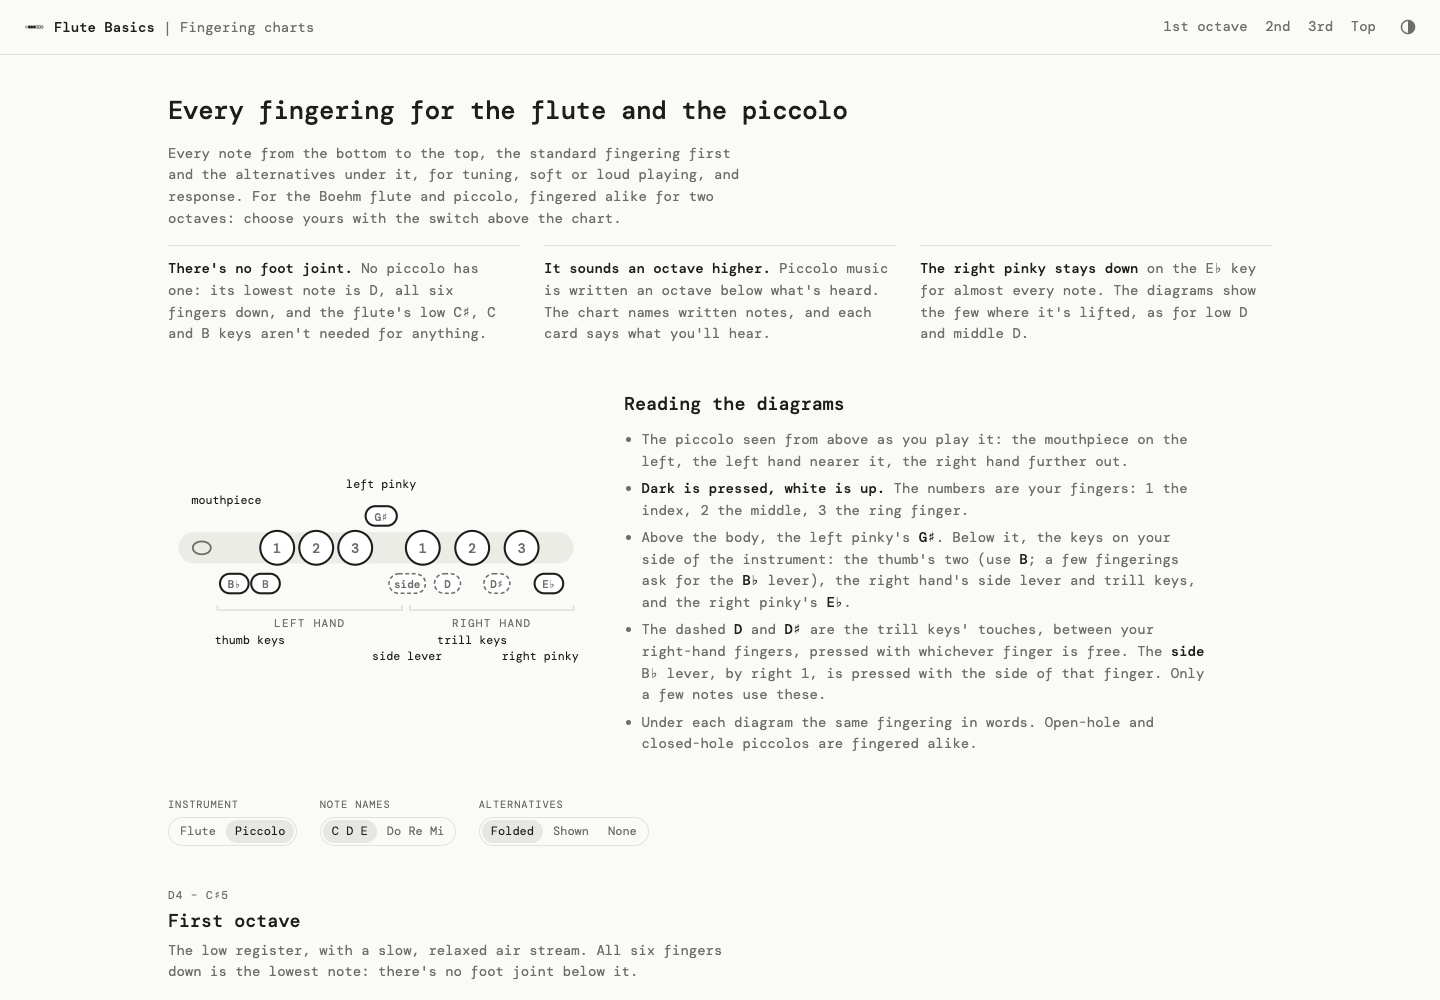 Flute Basics | Fingering charts
1st octave 2nd 3rd Top
Every fingering for the flute and the piccolo
Every note from the bottom to the top, the standard fingering first
and the alternatives under it, for tuning, soft or loud playing, and
response. For the Boehm flute and piccolo, fingered alike for two
octaves: choose yours with the switch above the chart.
There's no foot joint. No piccolo has
one: its lowest note is D, all six
fingers down, and the flute's low C♯, C
and B keys aren't needed for anything.
It sounds an octave higher. Piccolo music
is written an octave below what's heard.
The chart names written notes, and each
card says what you'll hear.
The right pinky stays down on the E♭ key
for almost every note. The diagrams show
the few where it's lifted, as for low D
and middle D.
left pinky
mouthpiece
G♯
1 2 3 1 2 3
B♭ B side D D♯ E♭
LEFT HAND RIGHT HAND
thumb keys trill keys
side lever right pinky
Reading the diagrams
The piccolo seen from above as you play it: the mouthpiece on the
left, the left hand nearer it, the right hand further out.
Dark is pressed, white is up. The numbers are your fingers: 1 the
index, 2 the middle, 3 the ring finger.
Above the body, the left pinky's G♯. Below it, the keys on your
side of the instrument: the thumb's two (use B; a few fingerings
ask for the B♭ lever), the right hand's side lever and trill keys,
and the right pinky's E♭.
The dashed D and D♯ are the trill keys' touches, between your
right-hand fingers, pressed with whichever finger is free. The side
B♭ lever, by right 1, is pressed with the side of that finger. Only
a few notes use these.
Under each diagram the same fingering in words. Open-hole and
closed-hole piccolos are fingered alike.
INSTRUMENT NOTE NAMES ALTERNATIVES
Flute Piccolo C D E Do Re Mi Folded Shown None
D4 – C♯5
First octave
The low register, with a slow, relaxed air stream. All six fingers
down is the lowest note: there's no foot joint below it.